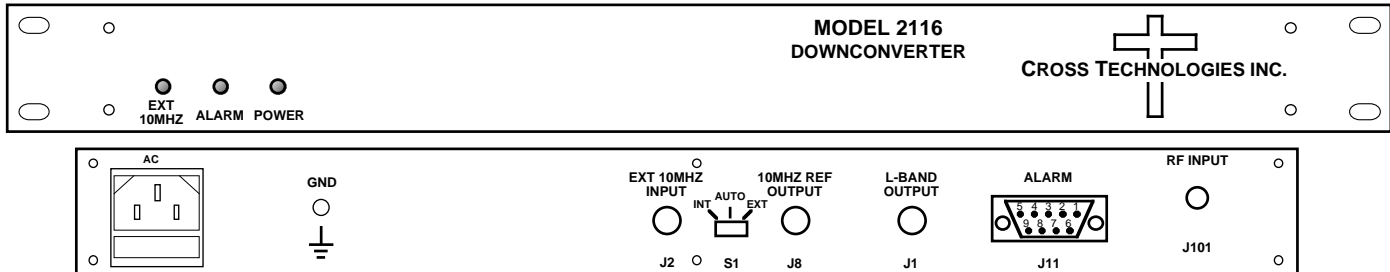 MODEL 2116
DOWNCONVERTER
CROSS TECHNOLOGIES INC.
EXT
10MHZ
ALARM
POWER
AC
GND
EXT 10MHZ
INPUT
INT
AUTO
EXT
10MHZ REF
OUTPUT
L-BAND
OUTPUT
ALARM
5 4 3 2 1
9 8 7 6
RF INPUT
J2
S1
J8
J1
J11
J101